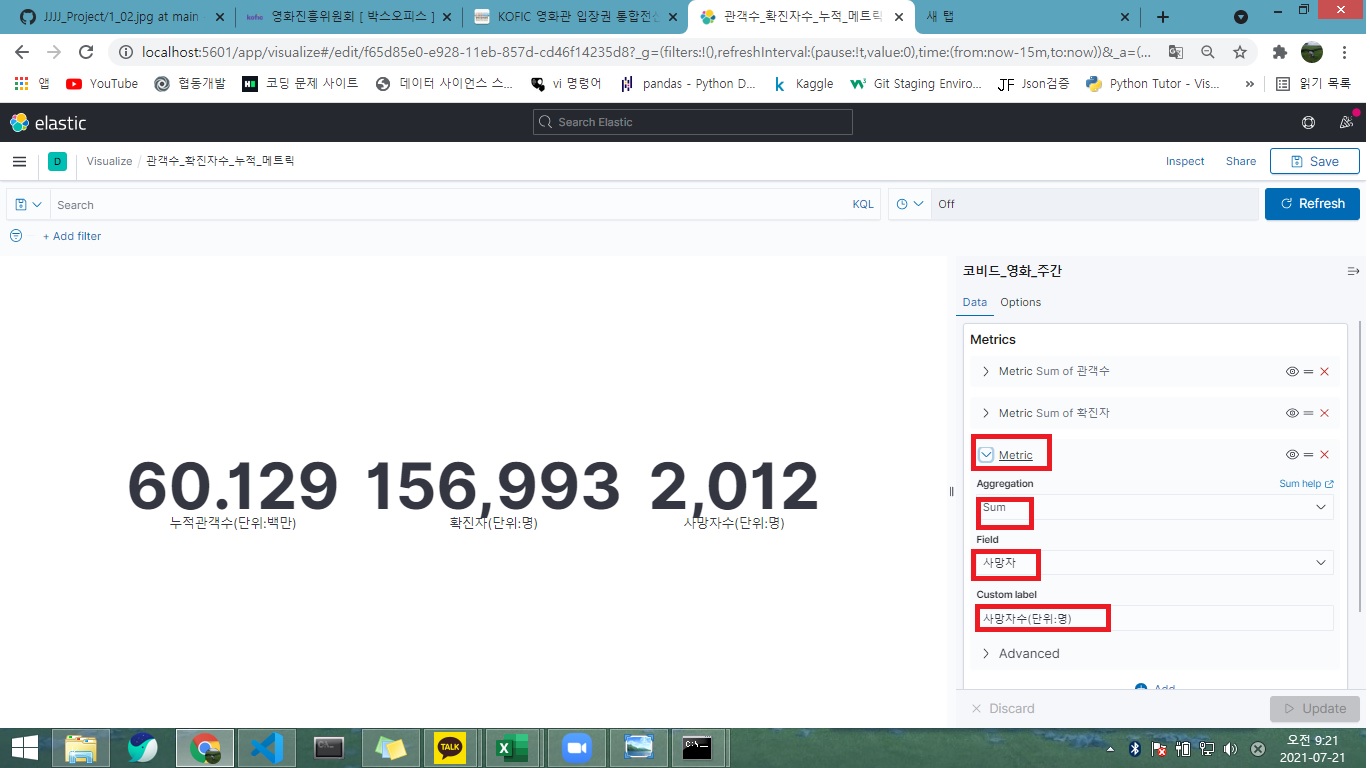 JJJJ_Project/1_02.jpg at main
kofic 영화진흥위원회 [ 박스오피스 ]
KOFIC 영화관 입장권 통합전산
관객수_확진자수_누적_메트릭
새 탭
localhost:5601/app/visualize#/edit/f65d85e0-e928-11eb-857d-cd46f14235d8?_g=(filters:!(),refreshInterval:(pause:!t,value:0),time:(from:now-15m,to:now))&_a=(...
앱 YouTube 협동개발 코딩 문제 사이트 데이터 사이언스 스... vi 명령어 pandas - Python D... Kaggle Git Staging Enviro... JF Json검증 Python Tutor - Vis... » 읽기 목록
elastic
Search Elastic
D Visualize / 관객수_확진자수_누적_메트릭
Inspect Share Save
Search KQL Off Refresh
+ Add filter
코비드_영화_주간
Data Options
Metrics
Metric Sum of 관객수
Metric Sum of 확진자
Metric
Aggregation Sum help
Sum
Field
사망자
Custom label
사망자수(단위:명)
Advanced
Add
Discard Update
60.129 156,993 2,012
누적관객수(단위:백만) 확진자(단위:명) 사망자수(단위:명)
TALK
오전 9:21
2021-07-21